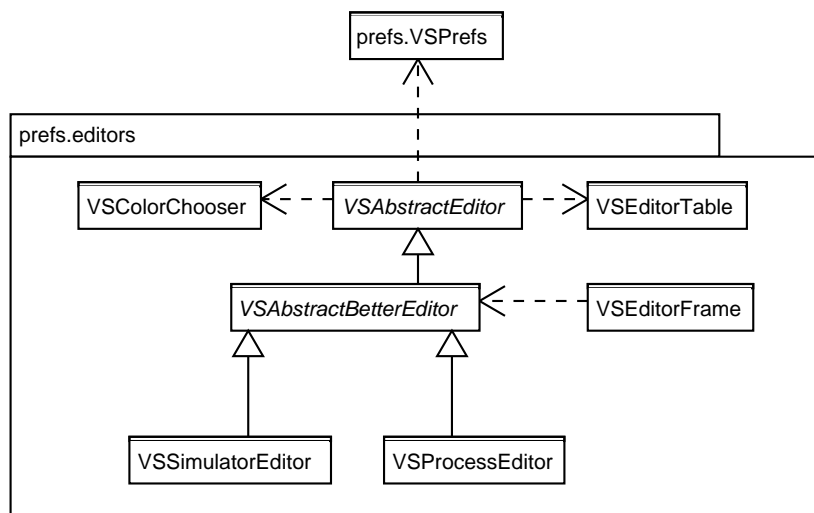 prefs.VSPrefs
prefs.editors
VSColorChooser
VSAbstractEditor
VSEditorTable
VSAbstractBetterEditor
VSEditorFrame
VSSimulatorEditor
VSProcessEditor